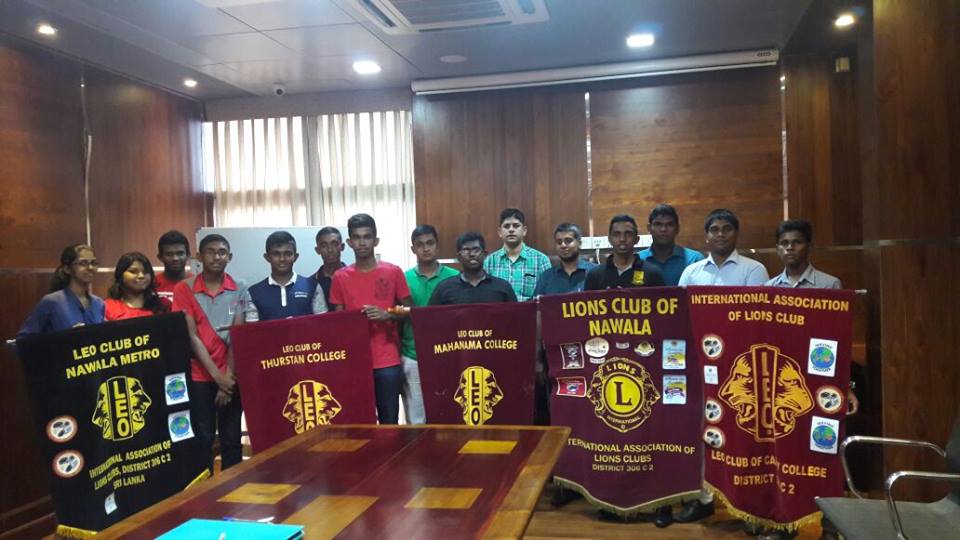 LEO CLUB OF
NAWALA METRO
LEO
INTERNATIONAL ASSOCIATION OF
LIONS CLUBS, DISTRICT 306 C 2
SRI LANKA
LEO CLUB OF
THURSTAN COLLEGE
LEO
LEO CLUB OF
MAHANAMA COLLEGE
LEO
LIONS CLUB OF
NAWALA
LIONS
L
INTERNATIONAL
INTERNATIONAL ASSOCIATION OF
LIONS CLUBS
DISTRICT 306 C 2
INTERNATIONAL ASSOCIATION
OF LIONS CLUB
LEO
LEO CLUB OF
COLLEGE
C 2